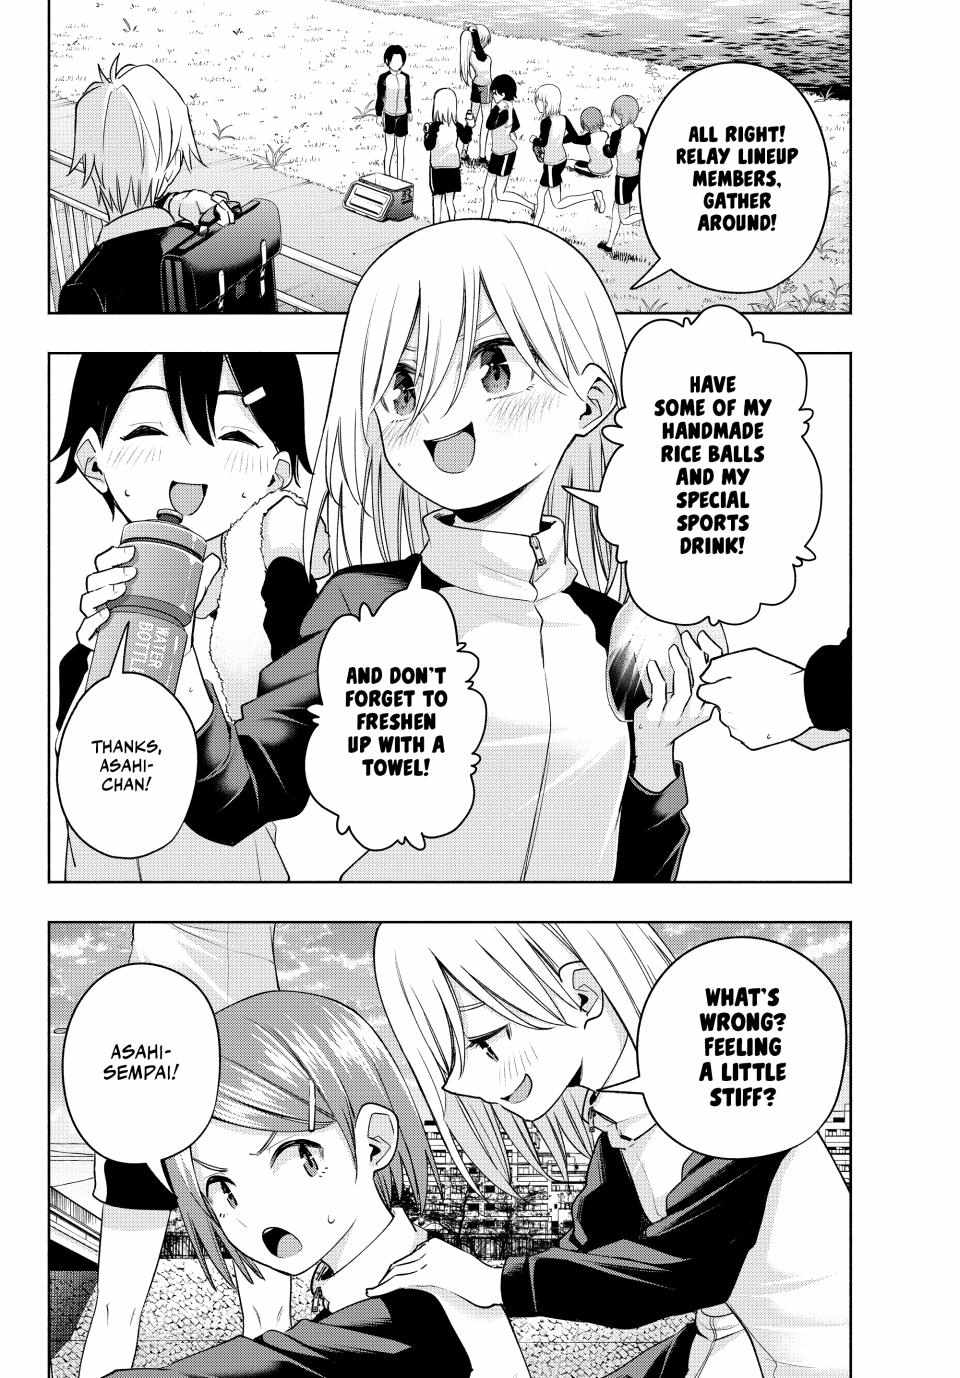 ALL RIGHT!
RELAY LINEUP
MEMBERS,
GATHER
AROUND!
HAVE
SOME OF MY
HANDMADE
RICE BALLS
AND MY
SPECIAL
SPORTS
DRINK!
AND DON'T
FORGET TO
FRESHEN
UP WITH A
TOWEL!
WATER
BOTTLE
THANKS,
ASAHI-
CHAN!
WHAT'S
WRONG?
FEELING
A LITTLE
STIFF?
ASAHI-
SEMPAI!